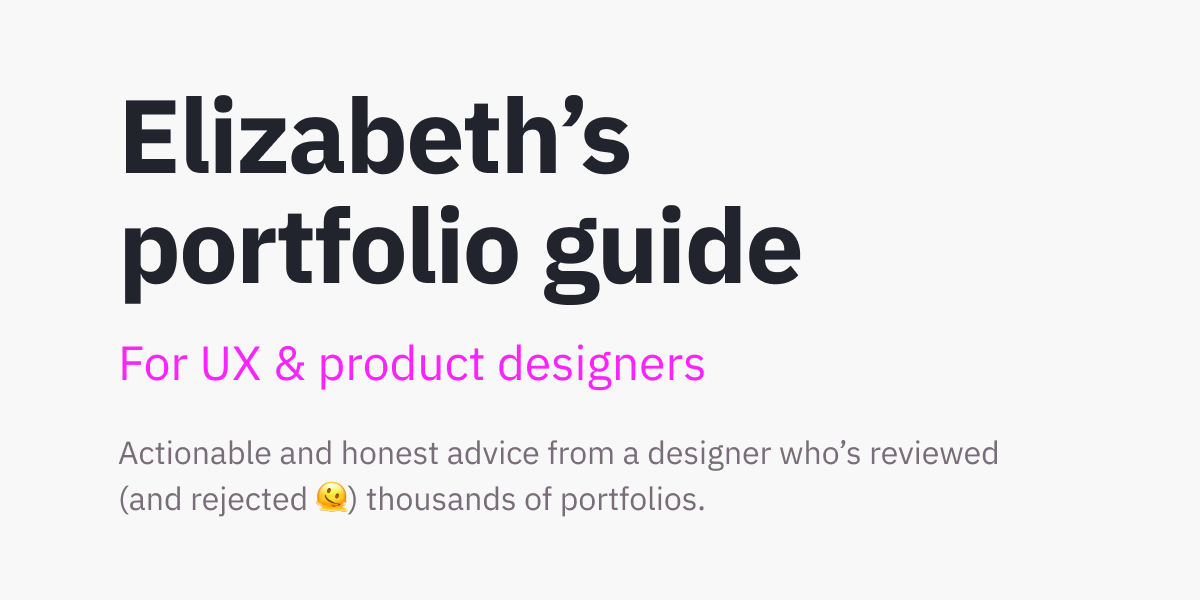 Elizabeth’s
portfolio guide
For UX & product designers
Actionable and honest advice from a designer who’s reviewed
(and rejected 🫠) thousands of portfolios.